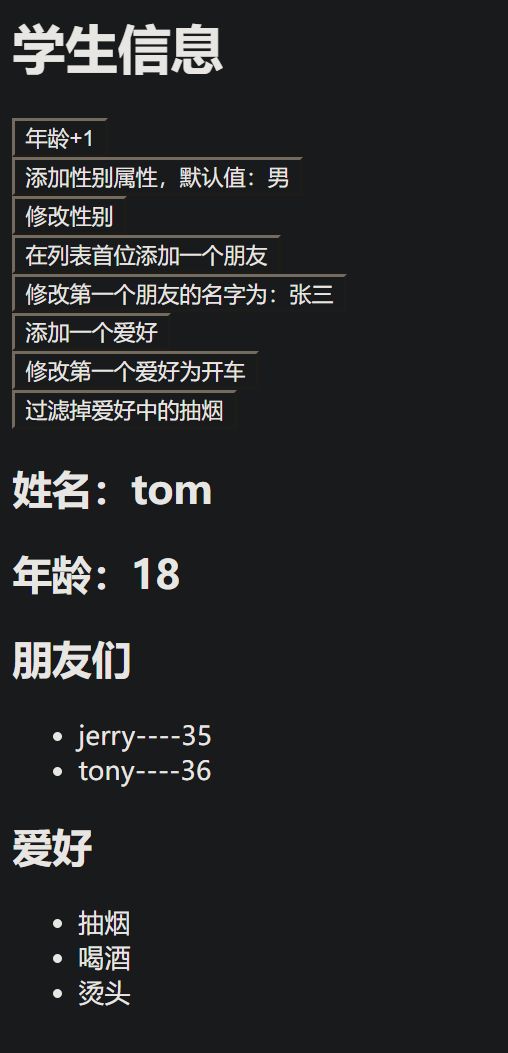 学生信息
年龄+1
添加性别属性，默认值：男
修改性别
在列表首位添加一个朋友
修改第一个朋友的名字为：张三
添加一个爱好
修改第一个爱好为开车
过滤掉爱好中的抽烟
姓名：tom
年龄：18
朋友们
• jerry----35
• tony----36
爱好
• 抽烟
• 喝酒
• 烫头